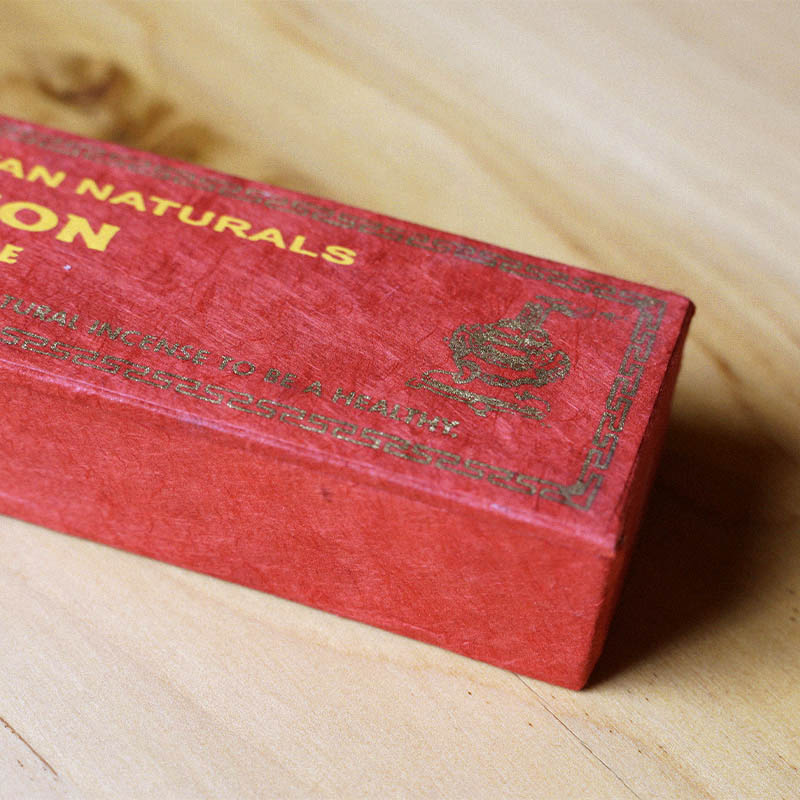 AN NATURALS
ON
E
TURAL INCENSE TO BE A HEALTHY.